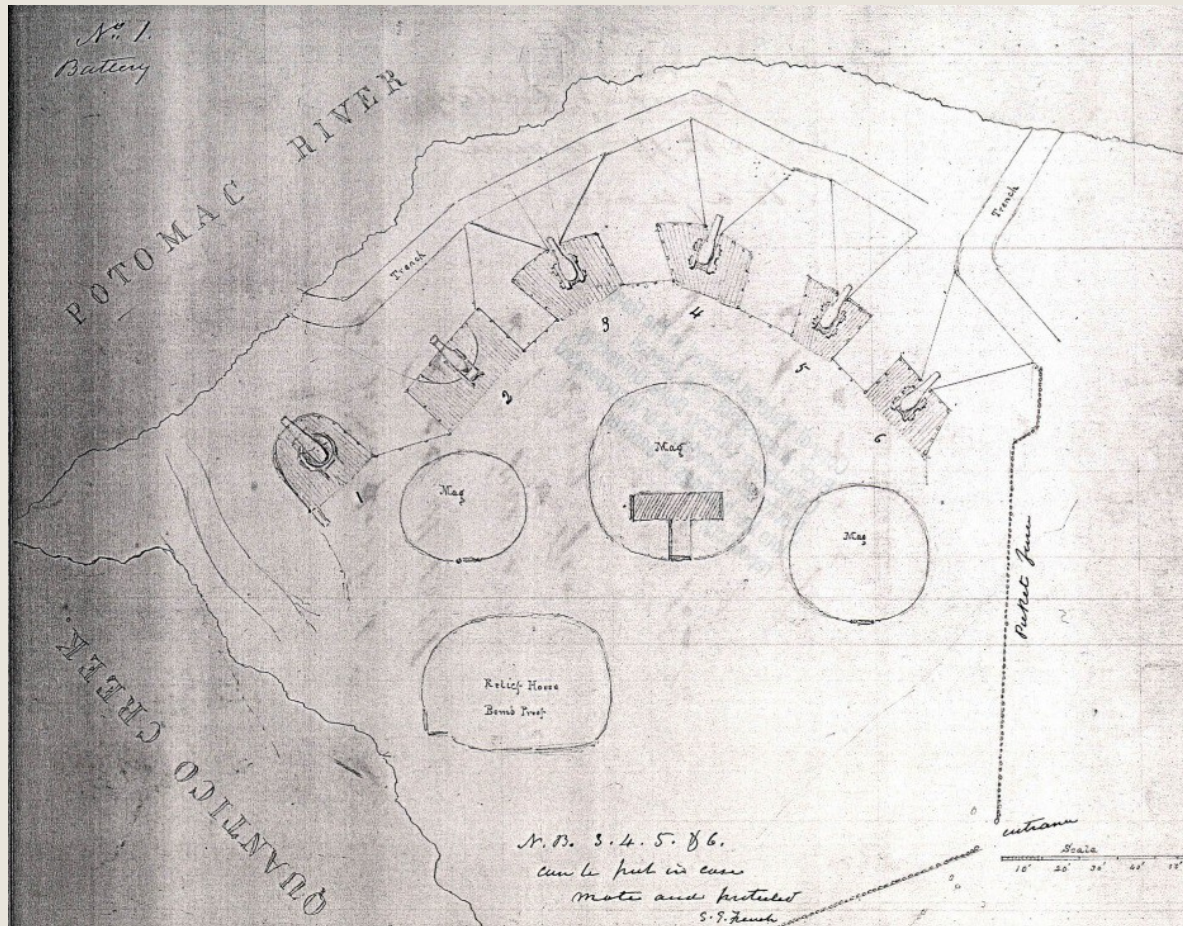 No 1.
Battery
POTOMAC RIVER
Trench
Trench
1
2
3
4
5
6
Mag
Mag
Mag
Relief House
Bomb Proof
Picket Fence
QUANTICO CREEK.
N.B. 3. 4. 5. & 6.
can be put in case
mate and protected
S. G. French
entrance
Scale
10' 20' 30' 40' 50'